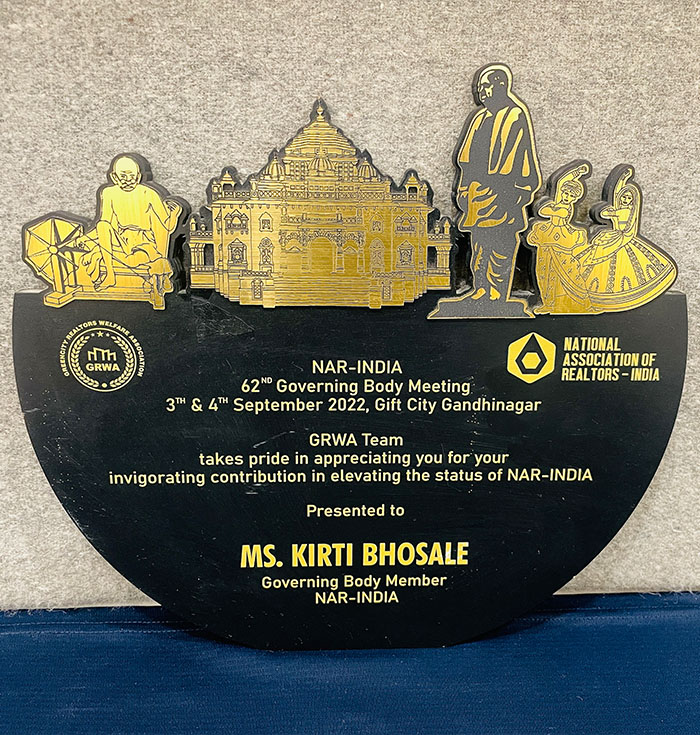 GREENCITY REALTORS WELFARE ASSOCIATION
GRWA
NATIONAL
ASSOCIATION OF
REALTORS – INDIA
NAR-INDIA
62ND Governing Body Meeting
3TH & 4TH September 2022, Gift City Gandhinagar
GRWA Team
takes pride in appreciating you for your
invigorating contribution in elevating the status of NAR-INDIA
Presented to
MS. KIRTI BHOSALE
Governing Body Member
NAR-INDIA